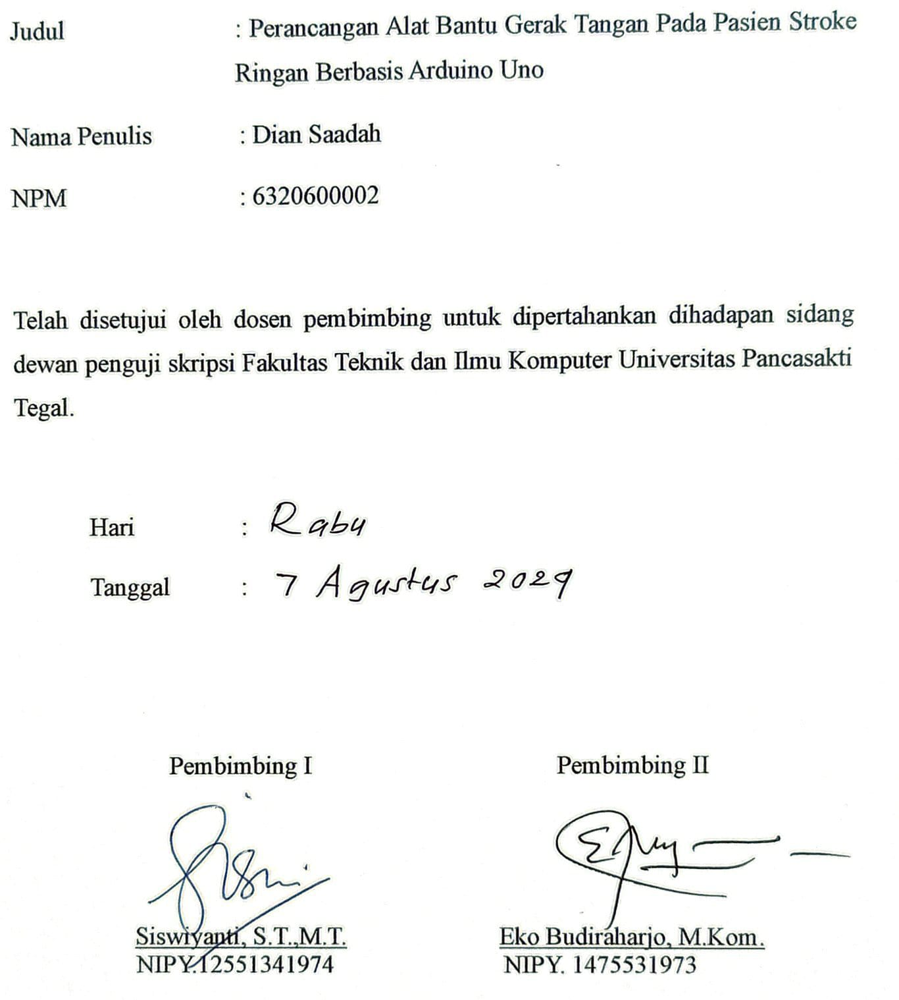 Judul : Perancangan Alat Bantu Gerak Tangan Pada Pasien Stroke
Ringan Berbasis Arduino Uno
Nama Penulis : Dian Saadah
NPM : 6320600002
Telah disetujui oleh dosen pembimbing untuk dipertahankan dihadapan sidang
dewan penguji skripsi Fakultas Teknik dan Ilmu Komputer Universitas Pancasakti
Tegal.
Hari : Rabu
Tanggal : 7 Agustus 2024
Pembimbing I Pembimbing II
Siswiyanti, S.T.,M.T. Eko Budiraharjo, M.Kom.
NIPY.12551341974 NIPY. 1475531973